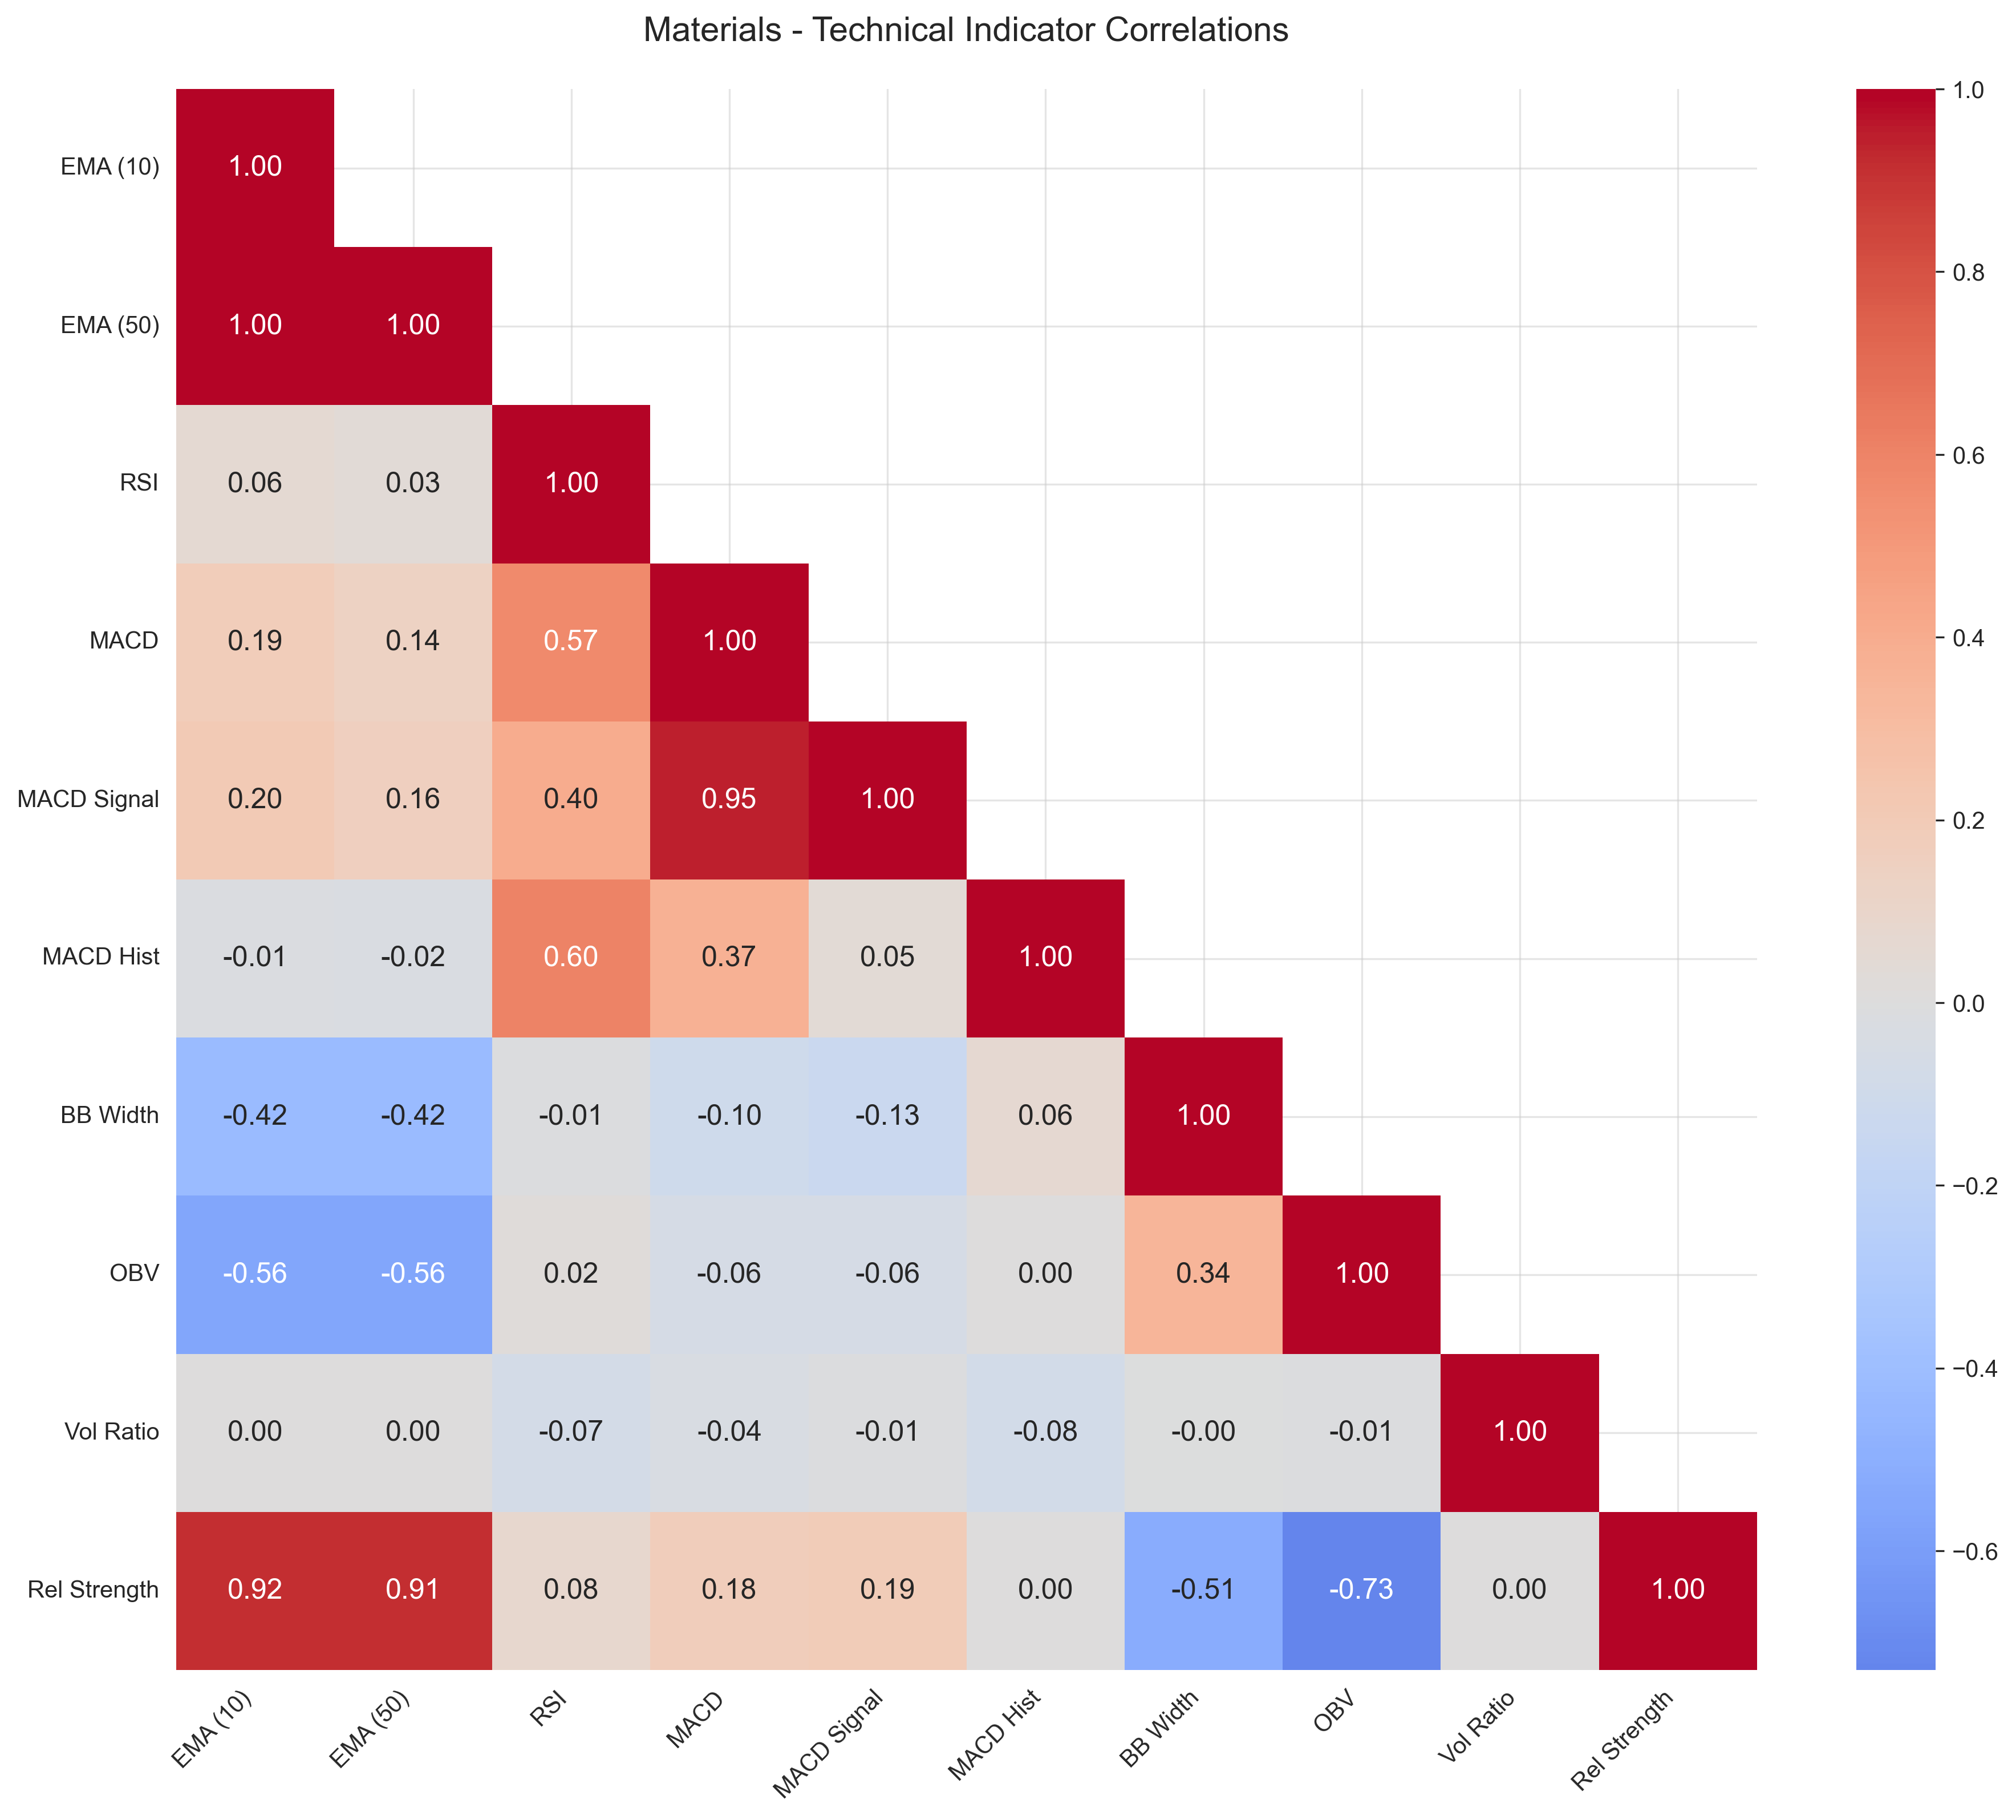 Materials - Technical Indicator Correlations
EMA (10) 1.00
EMA (50) 1.00 1.00
RSI 0.06 0.03 1.00
MACD 0.19 0.14 0.57 1.00
MACD Signal 0.20 0.16 0.40 0.95 1.00
MACD Hist -0.01 -0.02 0.60 0.37 0.05 1.00
BB Width -0.42 -0.42 -0.01 -0.10 -0.13 0.06 1.00
OBV -0.56 -0.56 0.02 -0.06 -0.06 0.00 0.34 1.00
Vol Ratio 0.00 0.00 -0.07 -0.04 -0.01 -0.08 -0.00 -0.01 1.00
Rel Strength 0.92 0.91 0.08 0.18 0.19 0.00 -0.51 -0.73 0.00 1.00
EMA (10) EMA (50) RSI MACD MACD Signal MACD Hist BB Width OBV Vol Ratio Rel Strength
1.0
0.8
0.6
0.4
0.2
0.0
−0.2
−0.4
−0.6